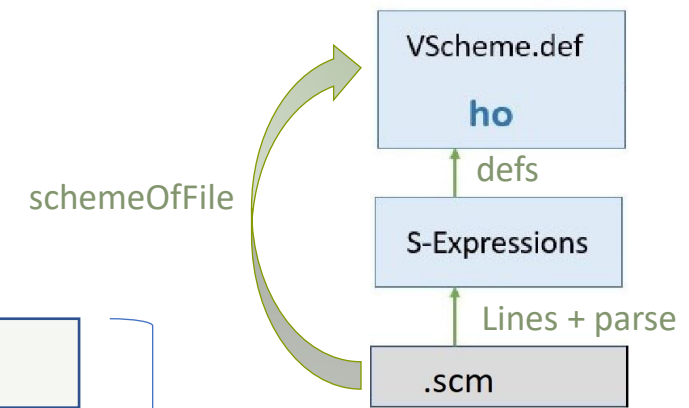 VScheme.def
ho
defs
schemeOfFile
S-Expressions
Lines + parse
.scm